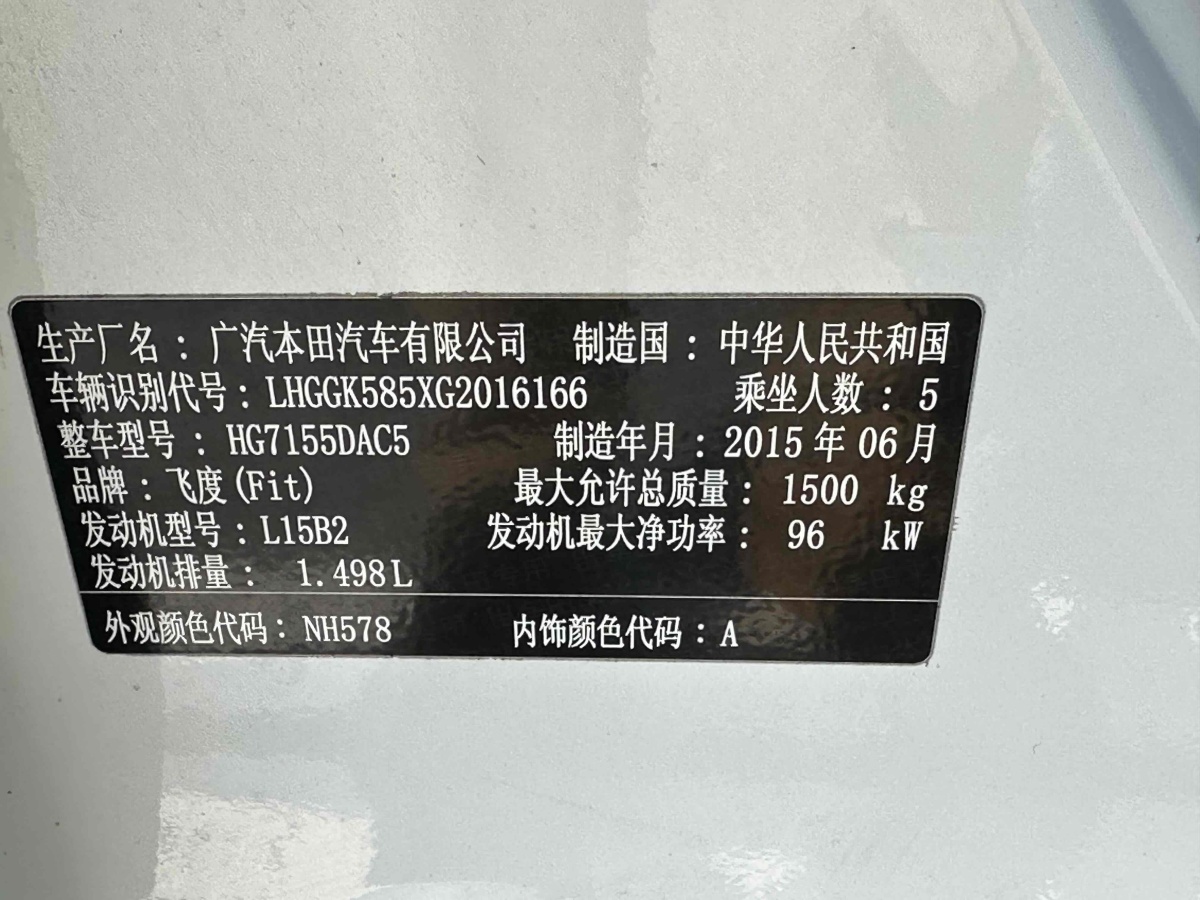 生产厂名：广汽本田汽车有限公司 制造国：中华人民共和国
车辆识别代号：LHGGK585XG2016166 乘坐人数：5
整车型号：HG7155DAC5 制造年月：2015年06月
品牌：飞度(Fit) 最大允许总质量：1500 kg
发动机型号：L15B2 发动机最大净功率：96 kW
发动机排量：1.498L
外观颜色代码：NH578 内饰颜色代码：A